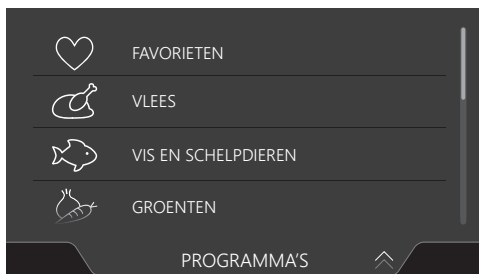 FAVORIETEN
VLEES
VIS EN SCHELPDIEREN
GROENTEN
PROGRAMMA'S